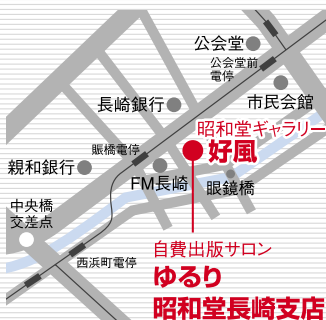 公会堂
公会堂前
電停
市民会館
長崎銀行
昭和堂ギャラリー
好風
賑橋電停
親和銀行
FM長崎
眼鏡橋
中央橋
交差点
西浜町電停
自費出版サロン
ゆるり
昭和堂長崎支店